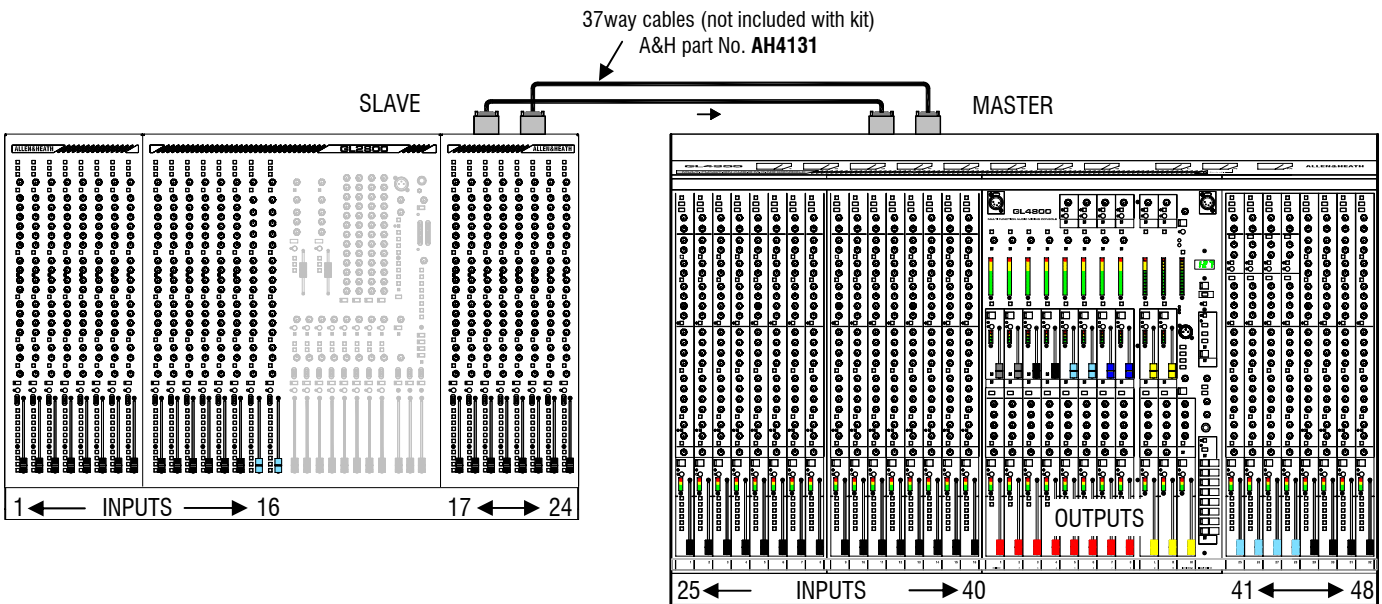 37way cables (not included with kit)
A&H part No. AH4131
SLAVE
MASTER
ALLEN&HEATH
GL2800
ALLEN&HEATH
GL4800
ALLEN&HEATH
GL4800
OUTPUTS
1 INPUTS 16
17 24
25 INPUTS 40
41 48